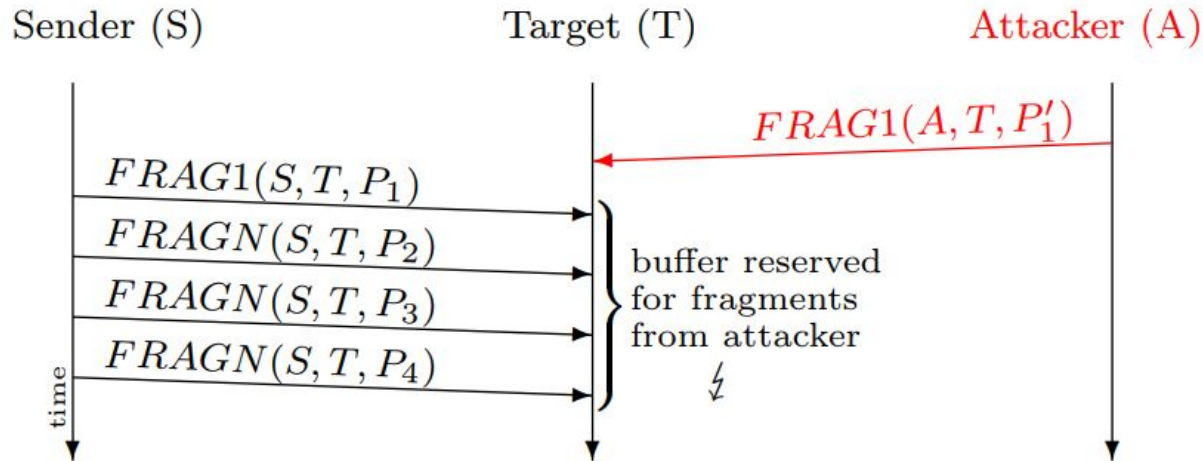 Sender (S) Target (T) Attacker (A)
FRAG1(A, T, P′₁)
FRAG1(S, T, P₁)
FRAGN(S, T, P₂)
FRAGN(S, T, P₃)
FRAGN(S, T, P₄)
buffer reserved
for fragments
from attacker
time